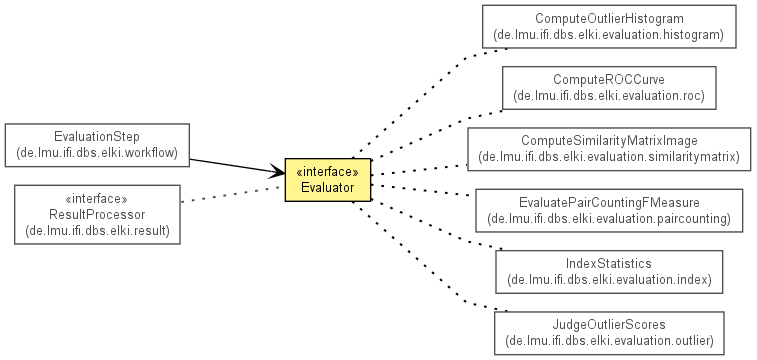 EvaluationStep
(de.lmu.ifi.dbs.elki.workflow)
«interface»
ResultProcessor
(de.lmu.ifi.dbs.elki.result)
«interface»
Evaluator
ComputeOutlierHistogram
(de.lmu.ifi.dbs.elki.evaluation.histogram)
ComputeROCCurve
(de.lmu.ifi.dbs.elki.evaluation.roc)
ComputeSimilarityMatrixImage
(de.lmu.ifi.dbs.elki.evaluation.similaritymatrix)
EvaluatePairCountingFMeasure
(de.lmu.ifi.dbs.elki.evaluation.paircounting)
IndexStatistics
(de.lmu.ifi.dbs.elki.evaluation.index)
JudgeOutlierScores
(de.lmu.ifi.dbs.elki.evaluation.outlier)